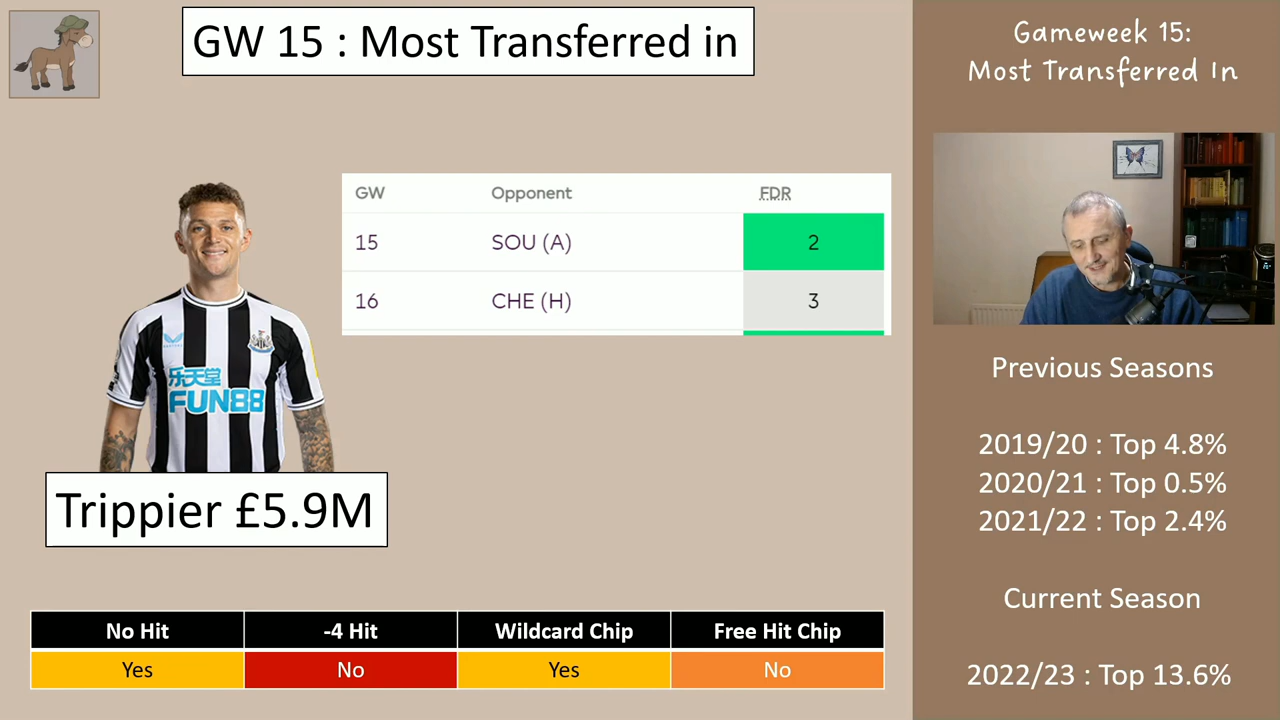 GW 15 : Most Transferred in
GW Opponent FDR
15 SOU (A) 2
16 CHE (H) 3
乐天堂
FUN88
Trippier £5.9M
No Hit -4 Hit Wildcard Chip Free Hit Chip
Yes No Yes No
Gameweek 15:
Most Transferred In
Previous Seasons
2019/20 : Top 4.8%
2020/21 : Top 0.5%
2021/22 : Top 2.4%
Current Season
2022/23 : Top 13.6%